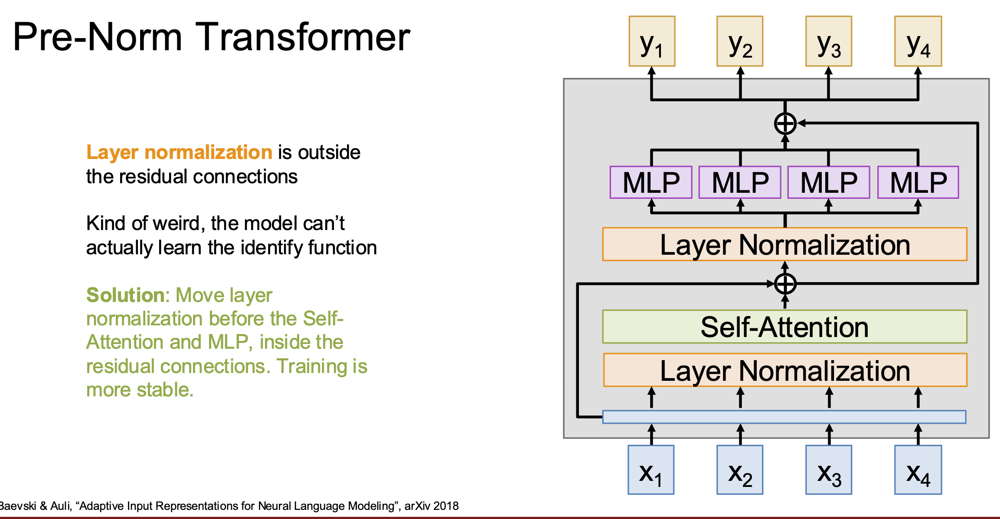 Pre-Norm Transformer
Layer normalization is outside
the residual connections
Kind of weird, the model can’t
actually learn the identify function
Solution: Move layer
normalization before the Self-
Attention and MLP, inside the
residual connections. Training is
more stable.
y1 y2 y3 y4
MLP MLP MLP MLP
Layer Normalization
Self-Attention
Layer Normalization
x1 x2 x3 x4
Baevski & Auli, “Adaptive Input Representations for Neural Language Modeling”, arXiv 2018